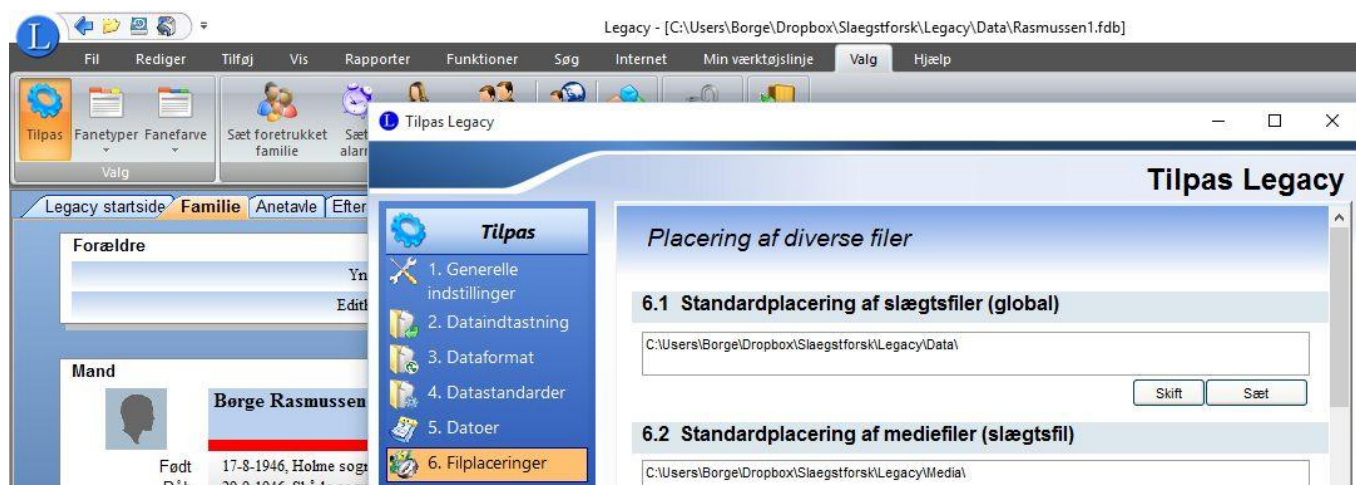 Legacy - [C:\Users\Borge\Dropbox\Slaegstforsk\Legacy\Data\Rasmussen1.fdb]
Fil Rediger Tilføj Vis Rapporter Funktioner Søg Internet Min værktøjslinje Valg Hjælp
Tilpas Fanetyper Fanefarve Sæt foretrukket familie
Valg
Tilpas Legacy
Tilpas Legacy
Legacy startside Familie Anetavle
Forældre
Mand
Børge Rasmussen
Født 17-8-1946, Holme
Tilpas
1. Generelle
indstillinger
2. Dataindtastning
3. Dataformat
4. Datastandarder
5. Datoer
6. Filplaceringer
Placering af diverse filer
6.1 Standardplacering af slægtsfiler (global)
C:\Users\Borge\Dropbox\Slaegstforsk\Legacy\Data\
Skift Sæt
6.2 Standardplacering af mediefiler (slægtsfil)
C:\Users\Borge\Dropbox\Slaegstforsk\Legacy\Media\